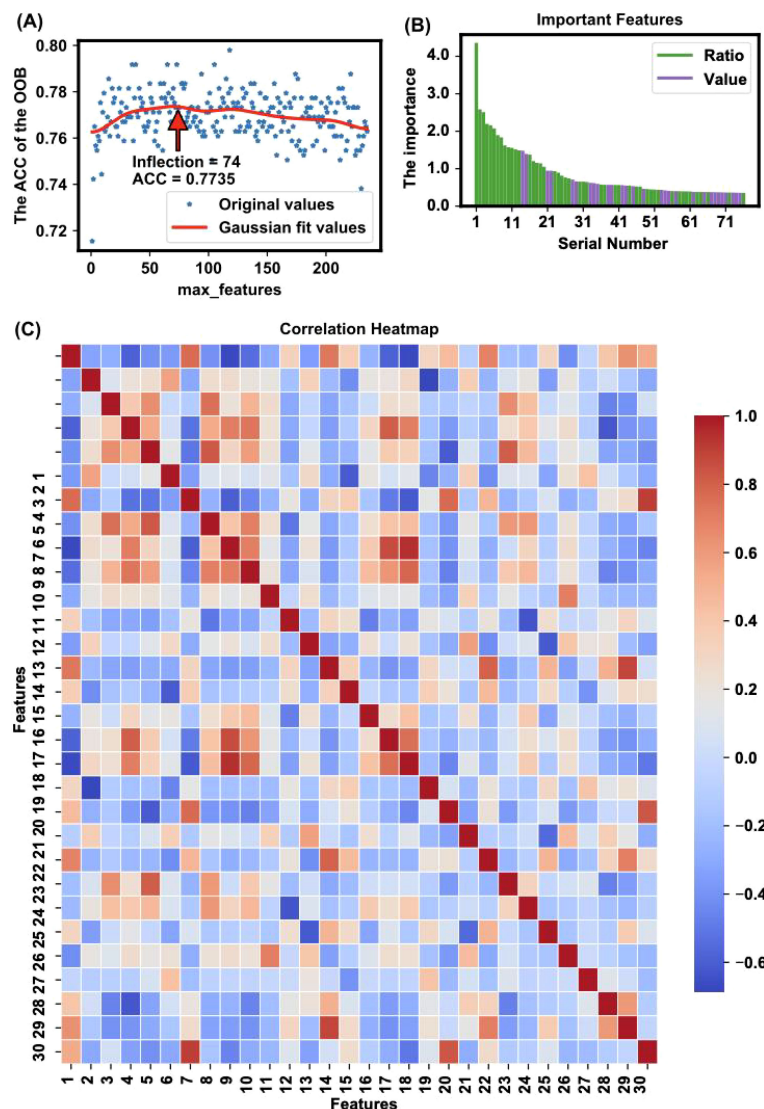 (A)
The ACC of the OOB
0.80
0.78
0.76
0.74
0.72
Inflection = 74
ACC = 0.7735
Original values
Gaussian fit values
0 50 100 150 200
max_features
(B)
Important Features
The importance
4.0
3.0
2.0
1.0
0.0
Ratio
Value
1 11 21 31 41 51 61 71
Serial Number
(C)
Correlation Heatmap
Features
1
2
3
4
5
6
7
8
9
10
11
12
13
14
15
16
17
18
19
20
21
22
23
24
25
26
27
28
29
30
1 2 3 4 5 6 7 8 9 10 11 12 13 14 15 16 17 18 19 20 21 22 23 24 25 26 27 28 29 30
Features
1.0
0.8
0.6
0.4
0.2
0.0
−0.2
−0.4
−0.6